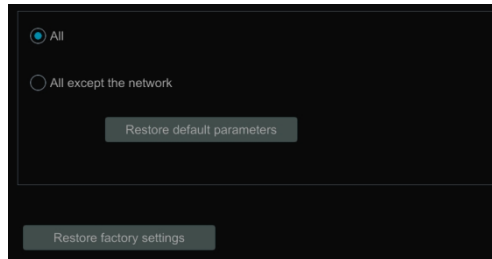 All
All except the network
Restore default parameters
Restore factory settings